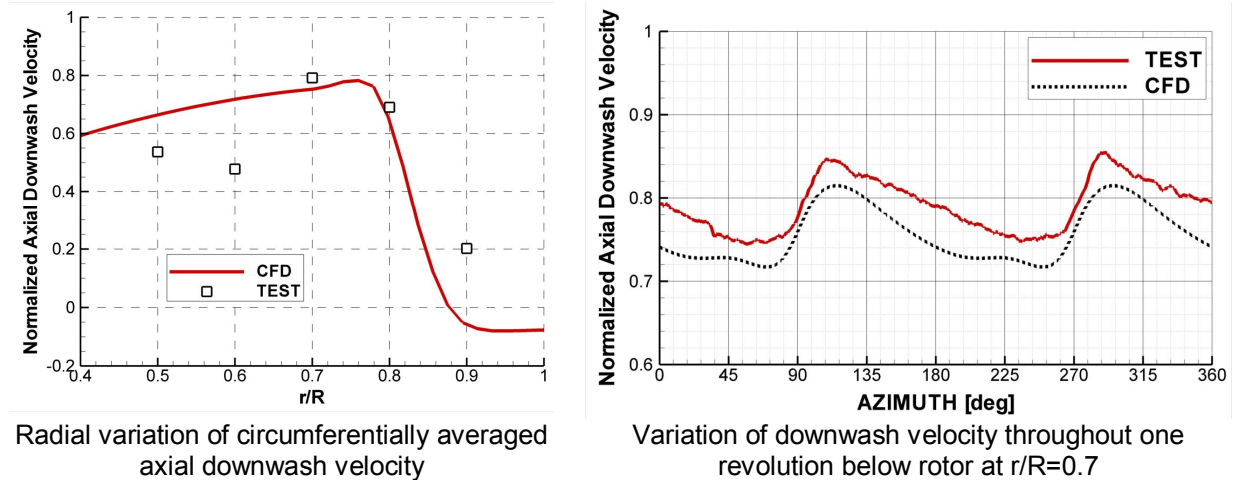 Normalized Axial Downwash Velocity
1
0.8
0.6
0.4
0.2
0
-0.2
0.4
0.5
0.6
0.7
0.8
0.9
1
r/R
CFD
TEST
Radial variation of circumferentially averaged
axial downwash velocity
Normalized Axial Downwash Velocity
1
0.9
0.8
0.7
0.6
0
45
90
135
180
225
270
315
360
AZIMUTH [deg]
TEST
CFD
Variation of downwash velocity throughout one
revolution below rotor at r/R=0.7